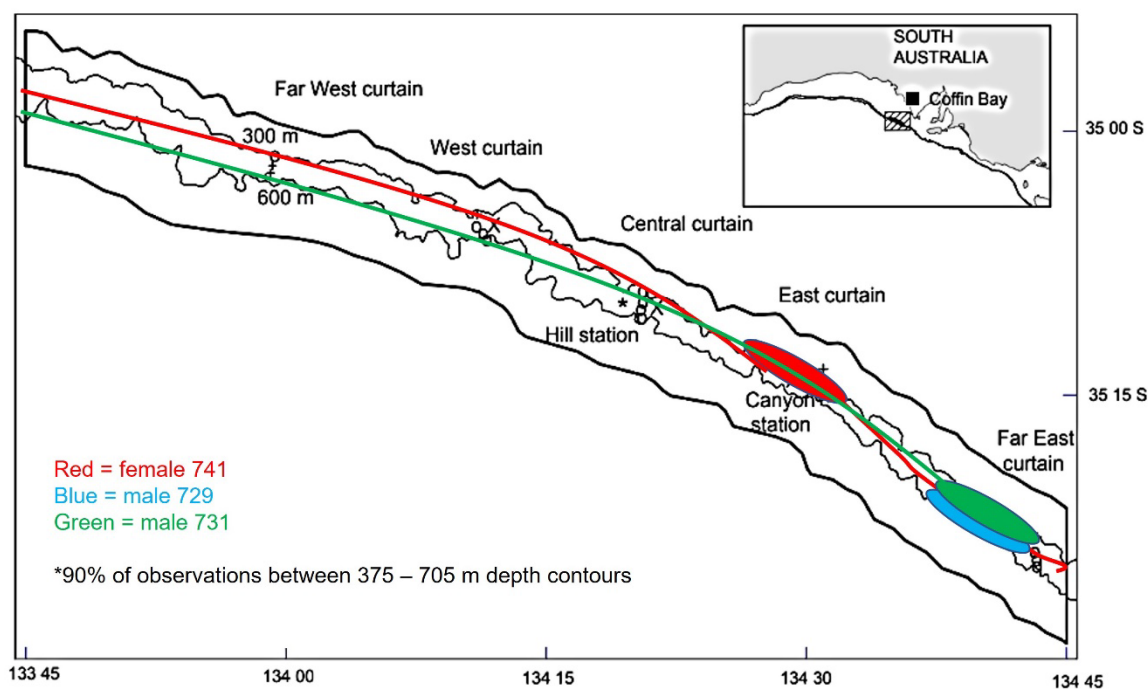 SOUTH
AUSTRALIA
Coffin Bay
Far West curtain
300 m
35 00 S
West curtain
600 m
Central curtain
East curtain
Hill station
Canyon
station
35 15 S
Far East
curtain
Red = female 741
Blue = male 729
Green = male 731
*90% of observations between 375 – 705 m depth contours
133 45
134 00
134 15
134 30
134 45